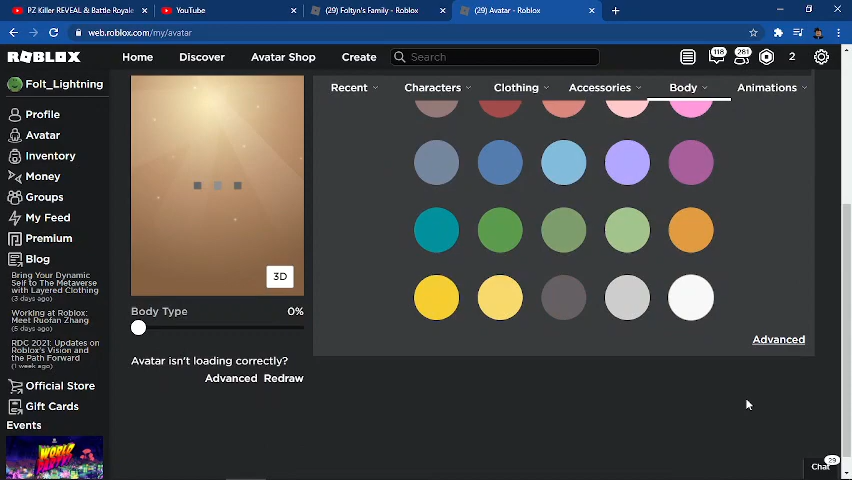 PZ Killer REVEAL & Battle Royale
YouTube
(29) Foltyn's Family - Roblox
(29) Avatar - Roblox
web.roblox.com/my/avatar
ROBLOX
Home
Discover
Avatar Shop
Create
Search
118
281
2
Folt_Lightning
Profile
Avatar
Inventory
Money
Groups
My Feed
Premium
Blog
Bring Your Dynamic
Self to The Metaverse
with Layered Clothing
(3 days ago)
Working at Roblox:
Meet Ruofan Zhang
(5 days ago)
RDC 2021: Updates on
Roblox's Vision and
the Path Forward
(1 week ago)
Official Store
Gift Cards
Events
WORLD PARTY
3D
Body Type 0%
Avatar isn't loading correctly?
Advanced Redraw
Recent
Characters
Clothing
Accessories
Body
Animations
Advanced
Chat
29